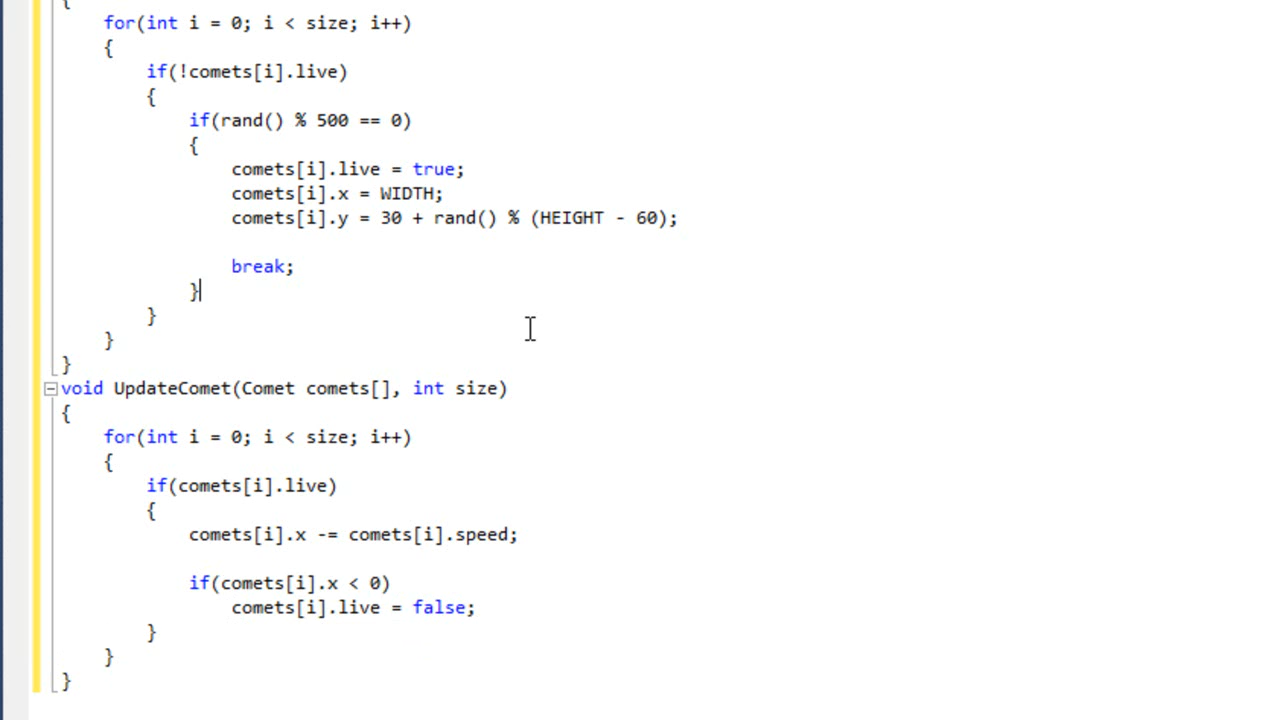 {
for(int i = 0; i < size; i++)
{
if(!comets[i].live)
{
if(rand() % 500 == 0)
{
comets[i].live = true;
comets[i].x = WIDTH;
comets[i].y = 30 + rand() % (HEIGHT - 60);
break;
}
}
}
}
void UpdateComet(Comet comets[], int size)
{
for(int i = 0; i < size; i++)
{
if(comets[i].live)
{
comets[i].x -= comets[i].speed;
if(comets[i].x < 0)
comets[i].live = false;
}
}
}